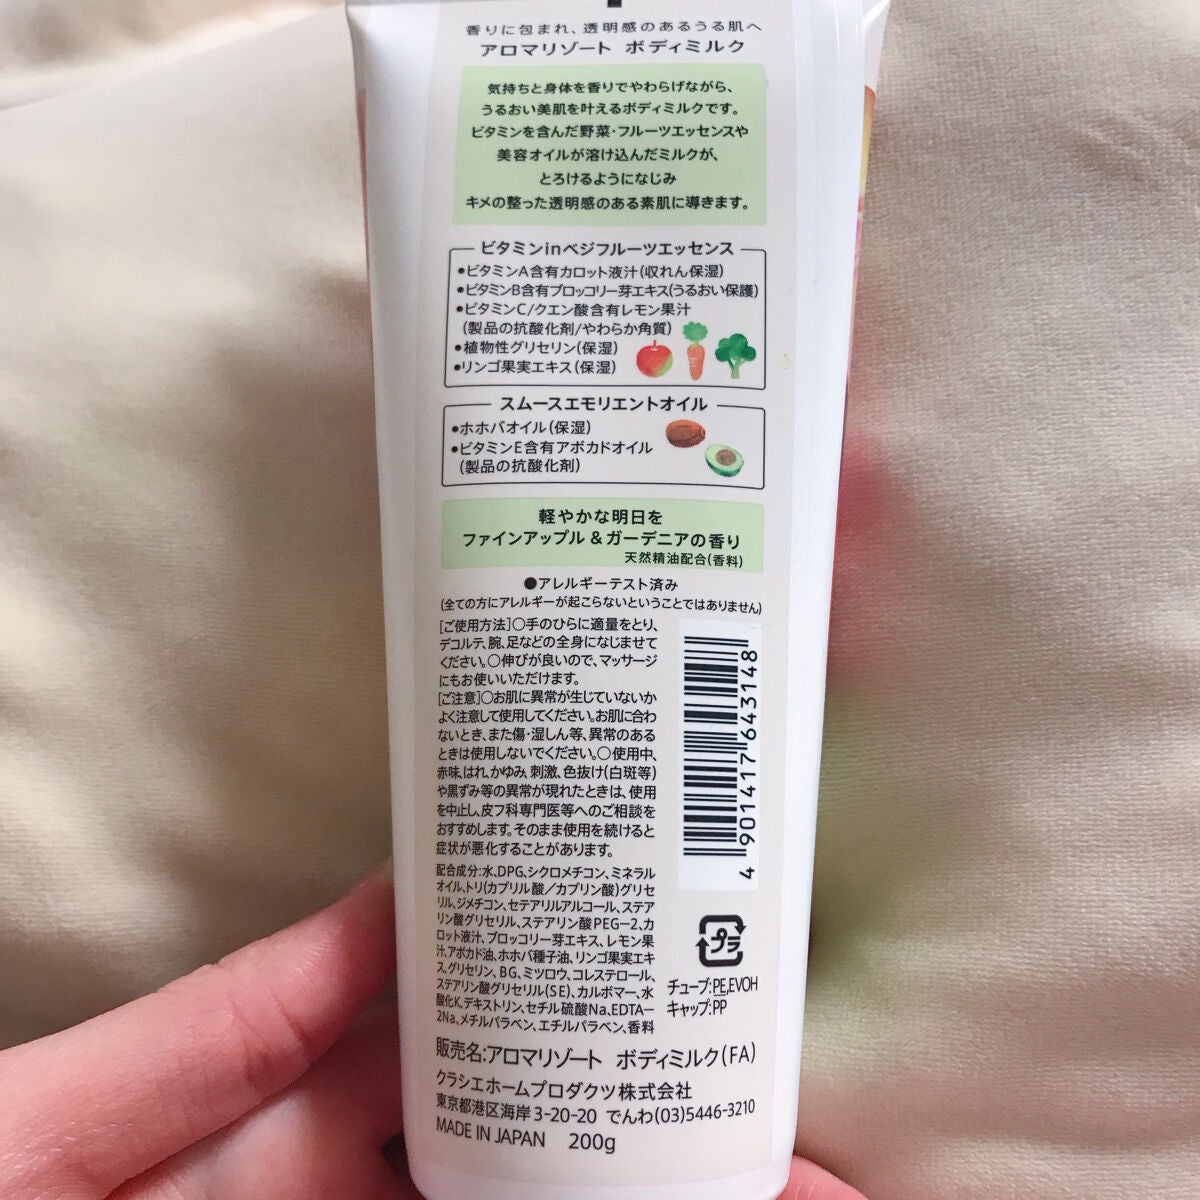 香りに包まれ、透明感のあるうる肌へ
アロマリゾート ボディミルク
気持ちと身体を香りでやわらげながら、
うるおい美肌を叶えるボディミルクです。
ビタミンを含んだ野菜・フルーツエッセンスや
美容オイルが溶け込んだミルクが、
とろけるようになじみ
キメの整った透明感のある素肌に導きます。
ビタミンinベジフルーツエッセンス
•ビタミンA含有カロット液汁(収れん保湿)
•ビタミンB含有ブロッコリー芽エキス(うるおい保護)
•ビタミンC/クエン酸含有レモン果汁
(製品の抗酸化剤/やわらか角質)
•植物性グリセリン(保湿)
•リンゴ果実エキス(保湿)
スムースエモリエントオイル
•ホホバオイル(保湿)
•ビタミンE含有アボカドオイル
(製品の抗酸化剤)
軽やかな明日を
ファインアップル&ガーデニアの香り
天然精油配合(香料)
●アレルギーテスト済み
(全ての方にアレルギーが起こらないということではありません)
[ご使用方法]○手のひらに適量をとり、
デコルテ、腕、足などの全身になじませて
ください。○伸びが良いので、マッサージ
にもお使いいただけます。
[ご注意]○お肌に異常が生じていないか
よく注意して使用してください。お肌に合わ
ないとき、また傷・湿しん等、異常のある
ときは使用しないでください。○使用中、
赤味、はれ、かゆみ、刺激、色抜け(白斑等)
や黒ずみ等の異常が現れたときは、使用
を中止し、皮フ科専門医等へのご相談を
おすすめします。そのまま使用を続けると
症状が悪化することがあります。
配合成分:水、DPG、シクロメチコン、ミネラル
オイル、トリ(カプリル酸/カプリン酸)グリセ
リル、ジメチコン、セテアリルアルコール、ステア
リン酸グリセリル、ステアリン酸PEG-2、カ
ロット液汁、ブロッコリー芽エキス、レモン果
汁、アボカド油、ホホバ種子油、リンゴ果実エキ
ス、グリセリン、BG、ミツロウ、コレステロール、
ステアリン酸グリセリル(SE)、カルボマー、水
酸化K、デキストリン、セチル硫酸Na、EDTA-
2Na、メチルパラベン、エチルパラベン、香料
4 901417 643148
プラ
チューブ:PE,EVOH
キャップ:PP
販売名:アロマリゾート ボディミルク(FA)
クラシエホームプロダクツ株式会社
東京都港区海岸3-20-20 でんわ(03)5446-3210
MADE IN JAPAN 200g